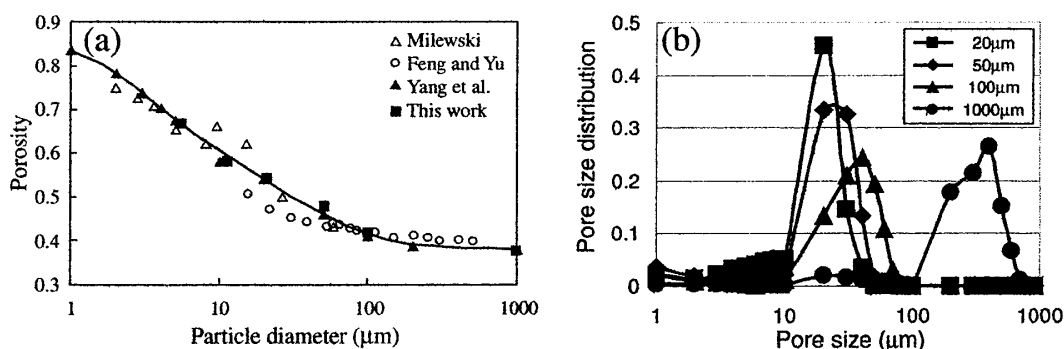 (a)
Porosity
0.9
0.8
0.7
0.6
0.5
0.4
0.3
1
10
100
1000
Particle diameter (μm)
Milewski
Feng and Yu
Yang et al.
This work
(b)
Pore size distribution
0.5
0.4
0.3
0.2
0.1
0
1
10
100
1000
Pore size (μm)
20μm
50μm
100μm
1000μm